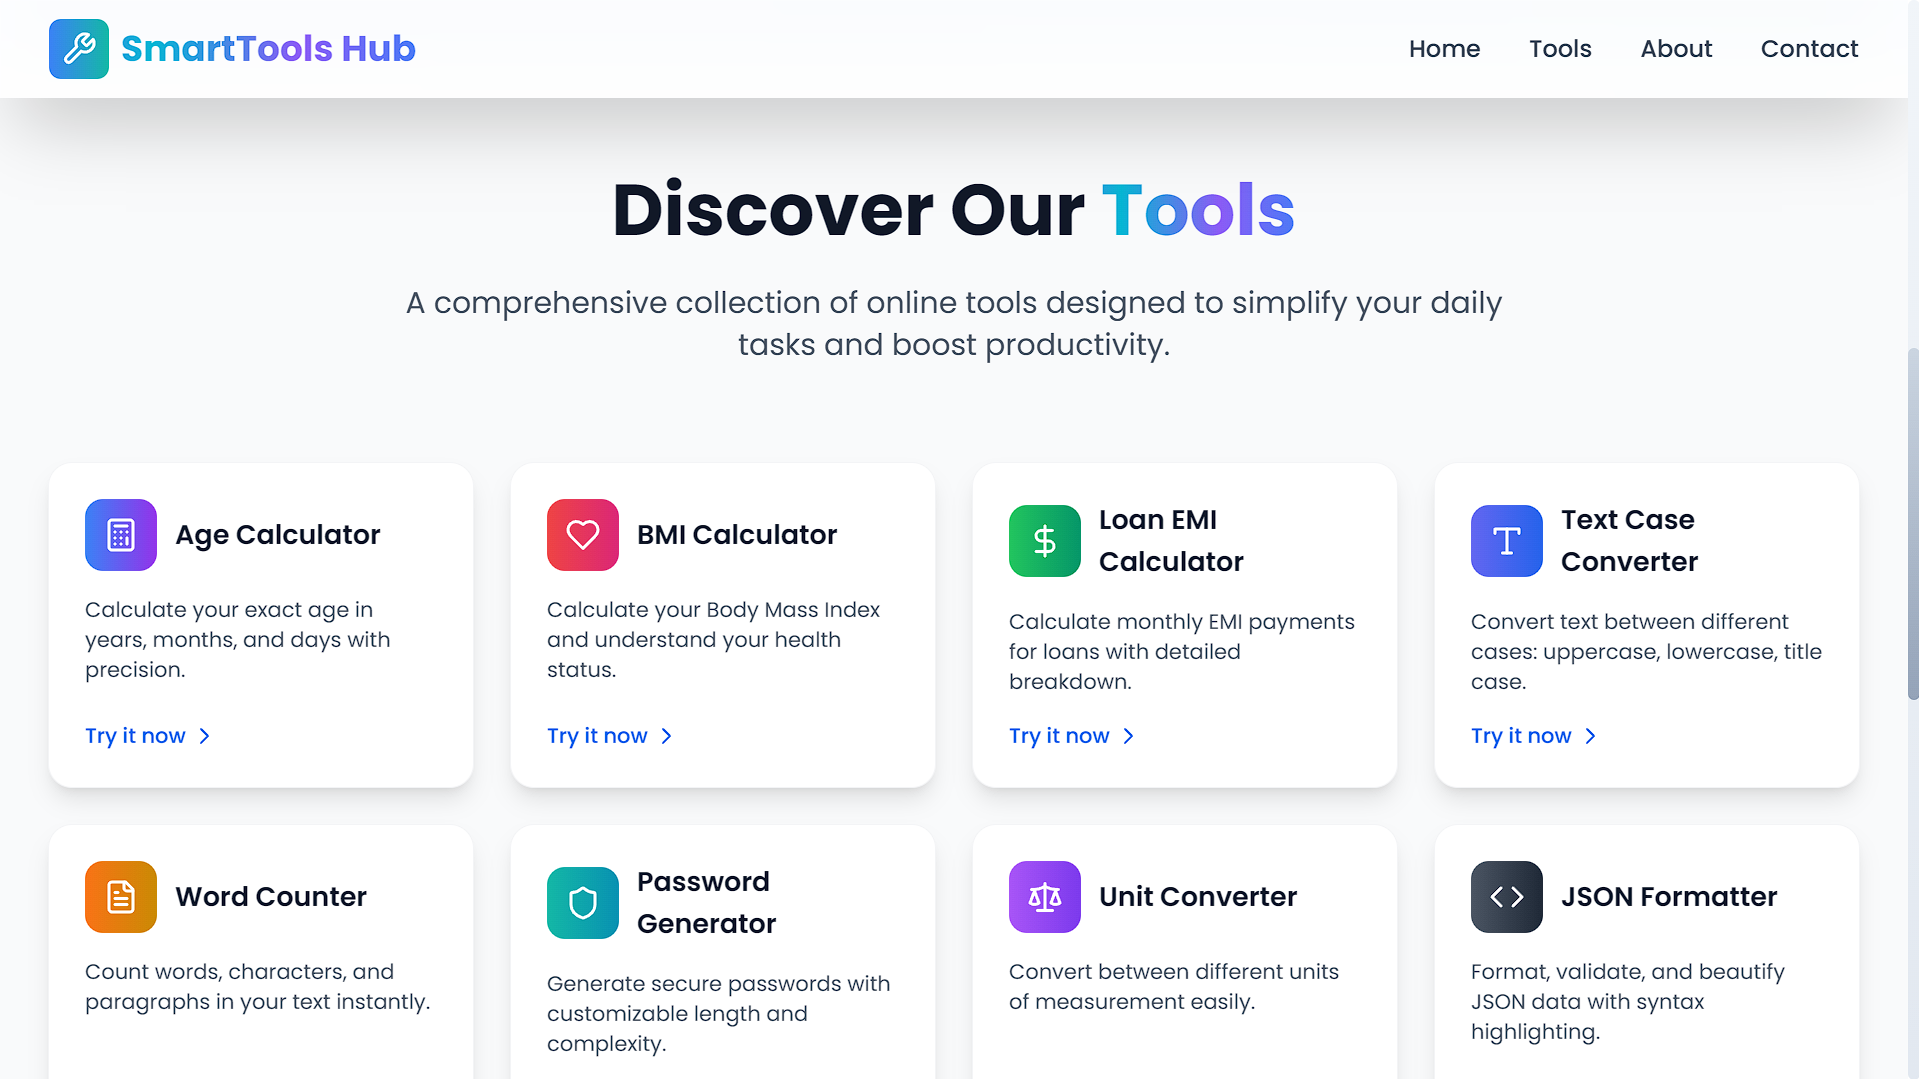 SmartTools Hub
Home
Tools
About
Contact
Discover Our Tools
A comprehensive collection of online tools designed to simplify your daily
tasks and boost productivity.
Age Calculator
Calculate your exact age in
years, months, and days with
precision.
Try it now
BMI Calculator
Calculate your Body Mass Index
and understand your health
status.
Try it now
Loan EMI
Calculator
Calculate monthly EMI payments
for loans with detailed
breakdown.
Try it now
Text Case
Converter
Convert text between different
cases: uppercase, lowercase, title
case.
Try it now
Word Counter
Count words, characters, and
paragraphs in your text instantly.
Password
Generator
Generate secure passwords with
customizable length and
complexity.
Unit Converter
Convert between different units
of measurement easily.
JSON Formatter
Format, validate, and beautify
JSON data with syntax
highlighting.